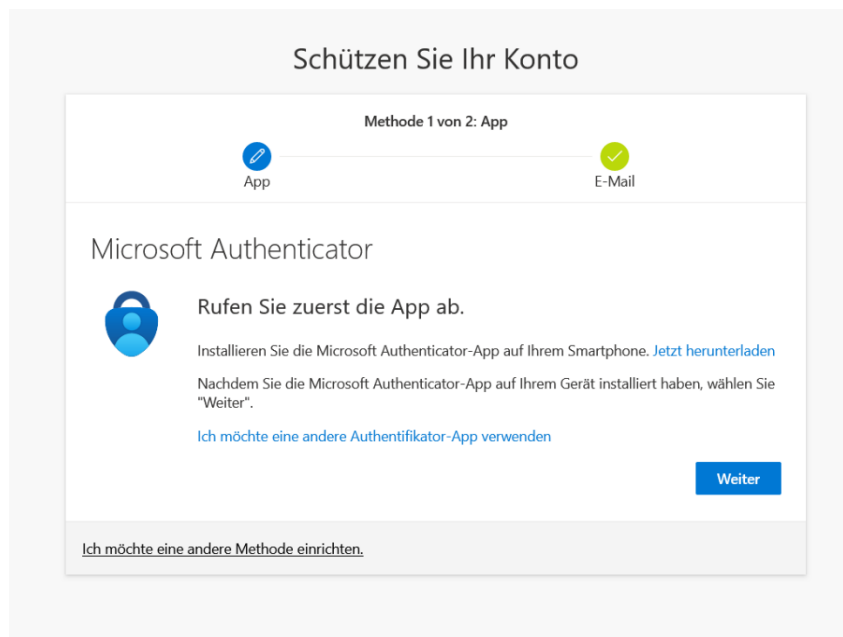 Schützen Sie Ihr Konto
Methode 1 von 2: App
App
E-Mail
Microsoft Authenticator
Rufen Sie zuerst die App ab.
Installieren Sie die Microsoft Authenticator-App auf Ihrem Smartphone. Jetzt herunterladen
Nachdem Sie die Microsoft Authenticator-App auf Ihrem Gerät installiert haben, wählen Sie
"Weiter".
Ich möchte eine andere Authentifikator-App verwenden
Weiter
Ich möchte eine andere Methode einrichten.